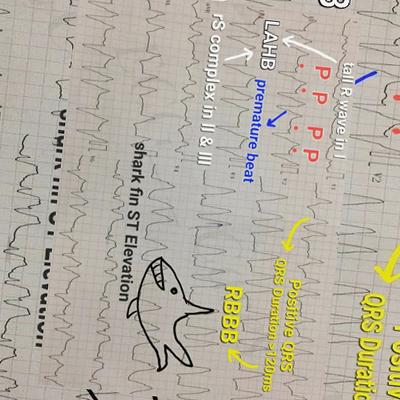 QRS Duratio
V2
tall R wave in I
P P P P
LAHB
premature beat
Positive QRS
QRS Duration >120ms
rS complex in II & III
RBBB
shark fin ST Elevation